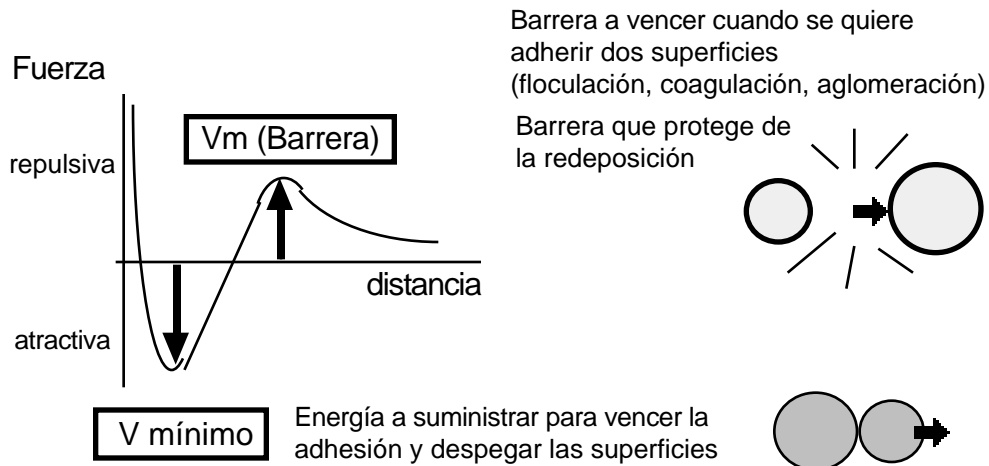 Barrera a vencer cuando se quiere
adherir dos superficies
(floculación, coagulación, aglomeración)
Fuerza
Vm (Barrera)
Barrera que protege de
la redeposición
repulsiva
distancia
atractiva
V mínimo
Energía a suministrar para vencer la
adhesión y despegar las superficies